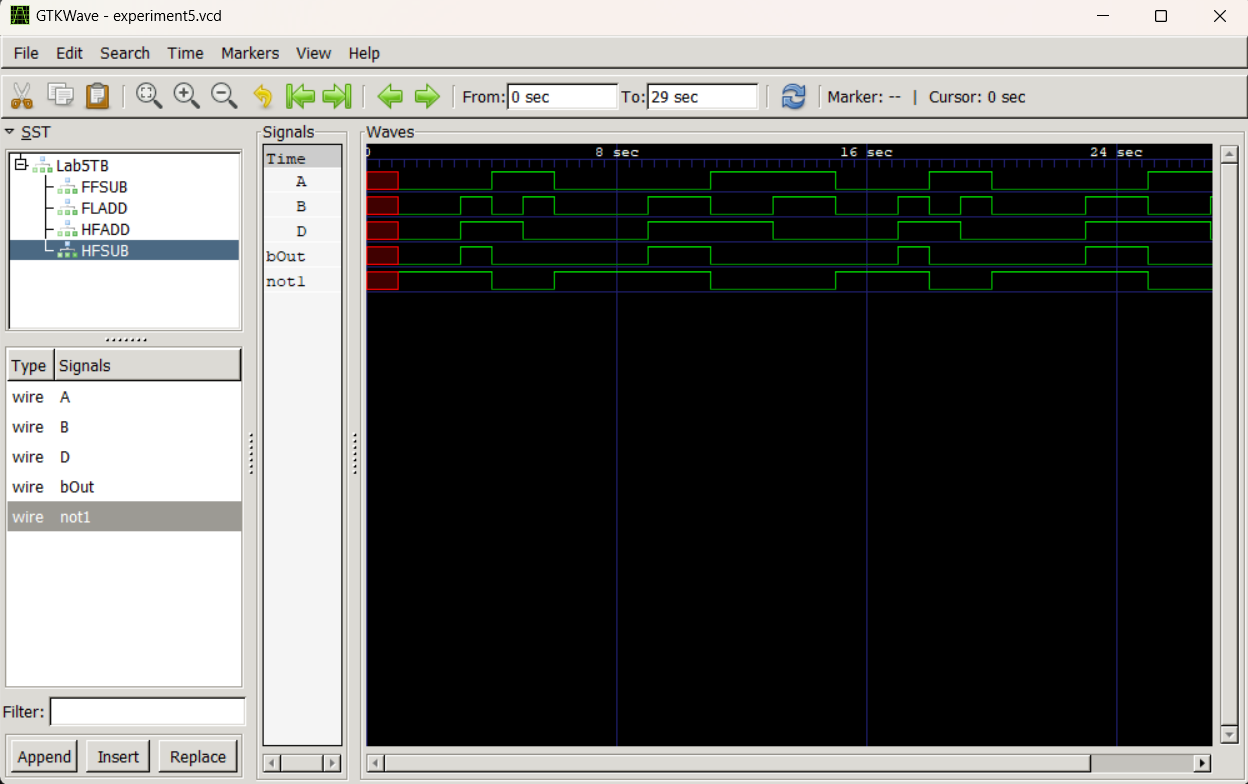 GTKWave - experiment5.vcd
File Edit Search Time Markers View Help
From: 0 sec To: 29 sec Marker: -- | Cursor: 0 sec
SST
Lab5TB
FFSUB
FLADD
HFADD
HFSUB
Type Signals
wire A
wire B
wire D
wire bOut
wire not1
Filter:
Append Insert Replace
Signals
Time
A
B
D
bOut
not1
Waves
0 8 sec 16 sec 24 sec